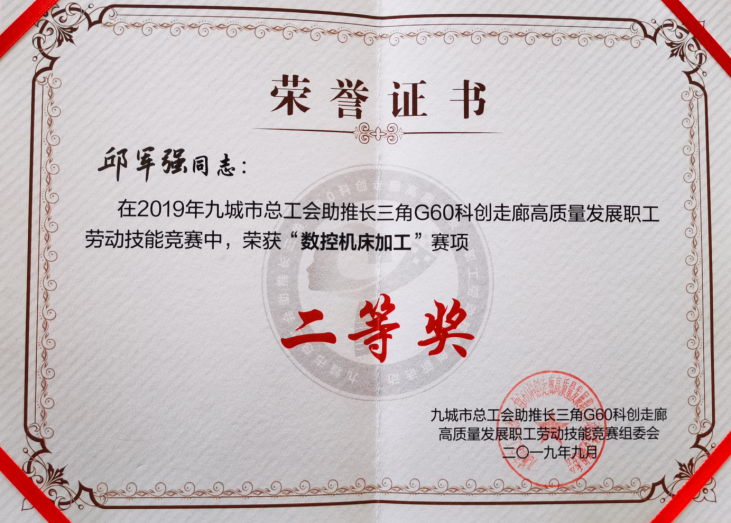 荣誉证书
邱军强同志：
在2019年九城市总工会助推长三角G60科创走廊高质量发展职工
劳动技能竞赛中，荣获“数控机床加工”赛项
二等奖
九城市总工会助推长三角G60科创走廊
高质量发展职工劳动技能竞赛组委会
二〇一九年九月